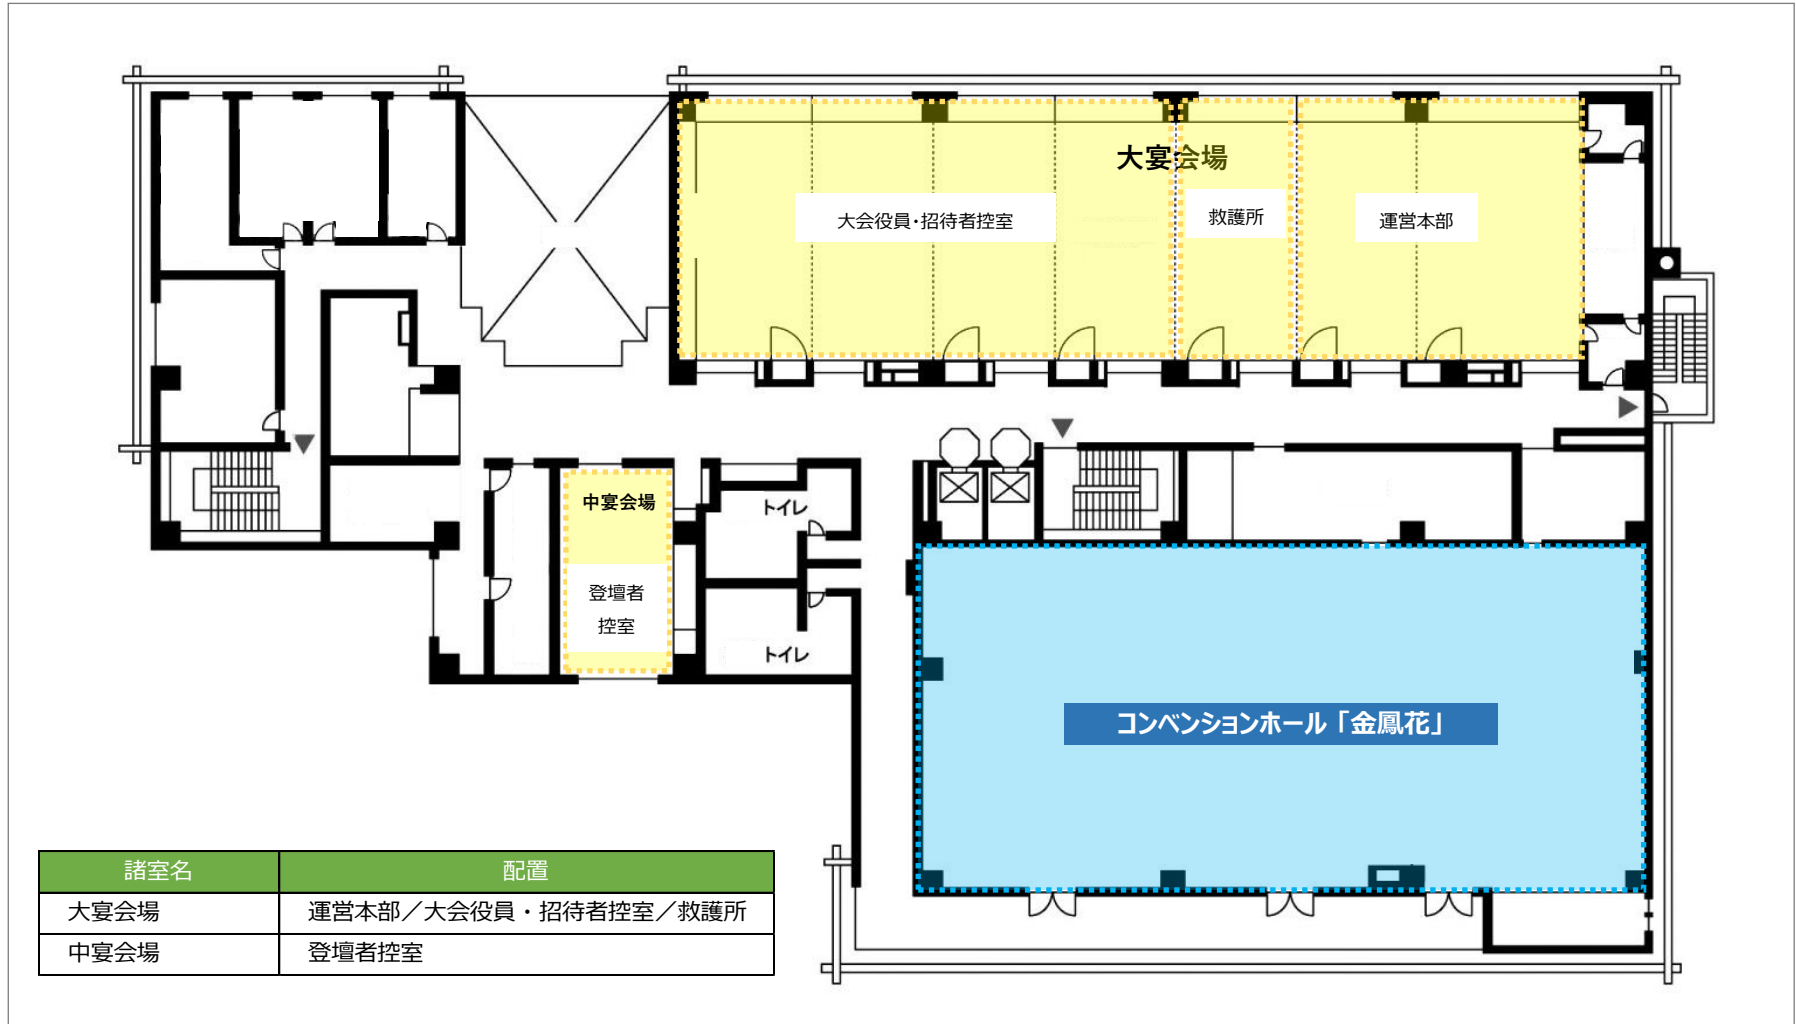 大宴会場
大会役員・招待者控室
救護所
運営本部
中宴会場
登壇者
控室
トイレ
トイレ
コンベンションホール「金鳳花」
諸室名 配置
大宴会場 運営本部／大会役員・招待者控室／救護所
中宴会場 登壇者控室